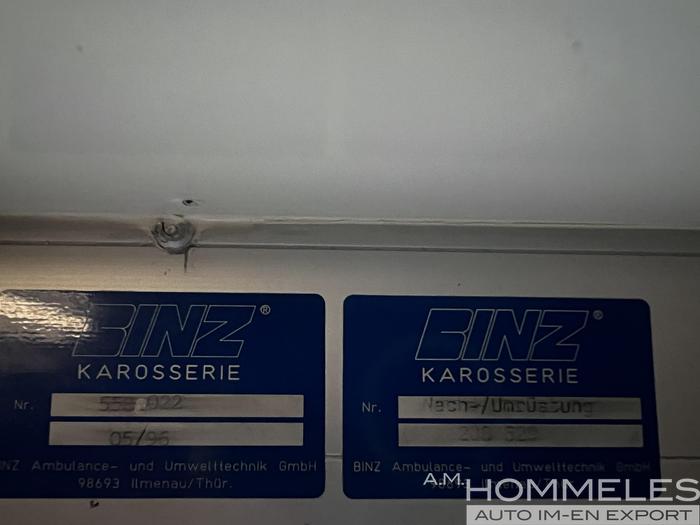 BINZ®
KAROSSERIE
Nr.
05/96
BINZ Ambulance- und Umwelttechnik GmbH
98693 Ilmenau/Thür.
BINZ®
KAROSSERIE
Nr. Nach-/Umrüstung
BINZ Ambulance- und Umwelttechnik GmbH
A.M.
HOMMELES
AUTO IM-EN EXPORT